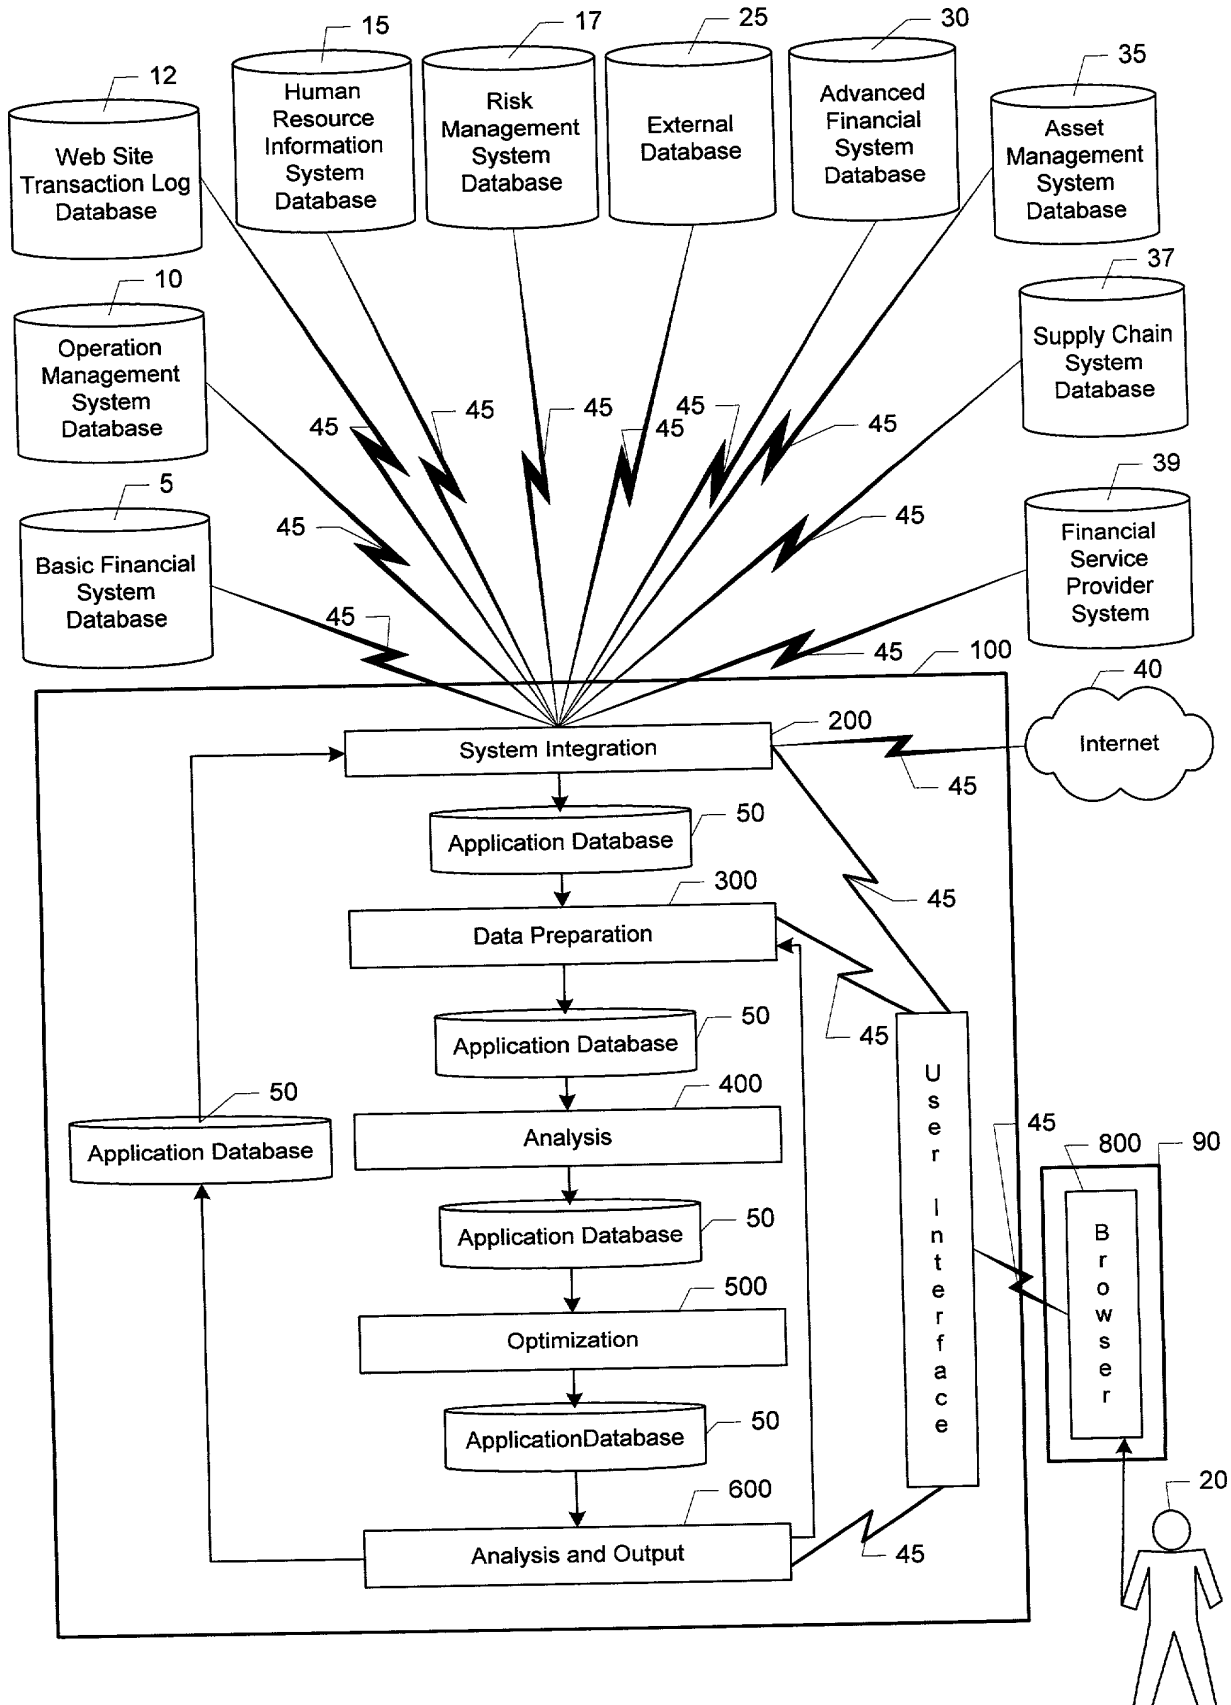 12
Web Site
Transaction Log
Database
15
Human
Resource
Information
System
Database
17
Risk
Management
System
Database
25
External
Database
30
Advanced
Financial
System
Database
35
Asset
Management
System
Database
10
Operation
Management
System
Database
37
Supply Chain
System
Database
5
Basic Financial
System
Database
39
Financial
Service
Provider
System
45
45
45
45
45
45
45
45
45
45
100
40
Internet
200
System Integration
45
50
Application Database
45
300
Data Preparation
45
50
Application Database
50
Application Database
400
Analysis
50
Application Database
User Interface
45
800
90
Browser
500
Optimization
50
ApplicationDatabase
600
Analysis and Output
45
20